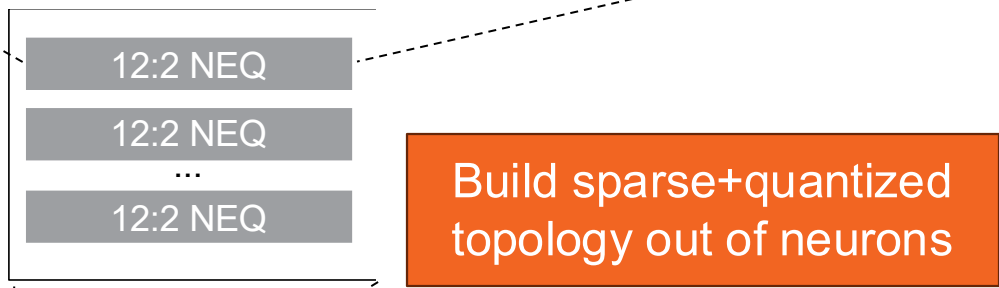 12:2 NEQ
12:2 NEQ
...
12:2 NEQ
Build sparse+quantized
topology out of neurons